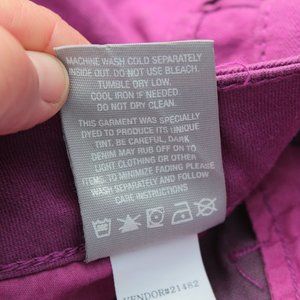 MACHINE WASH COLD SEPARATELY
INSIDE OUT. DO NOT USE BLEACH.
TUMBLE DRY LOW.
COOL IRON IF NEEDED.
DO NOT DRY CLEAN.
THIS GARMENT WAS SPECIALLY
DYED TO PRODUCE ITS UNIQUE
TINT. BE CAREFUL, DARK
DENIM MAY RUB OFF ON TO
LIGHT CLOTHING OR OTHER
ITEMS. TO MINIMIZE FADING PLEASE
WASH SEPARATELY AND FOLLOW
CARE INSTRUCTIONS.
VENDOR#21482